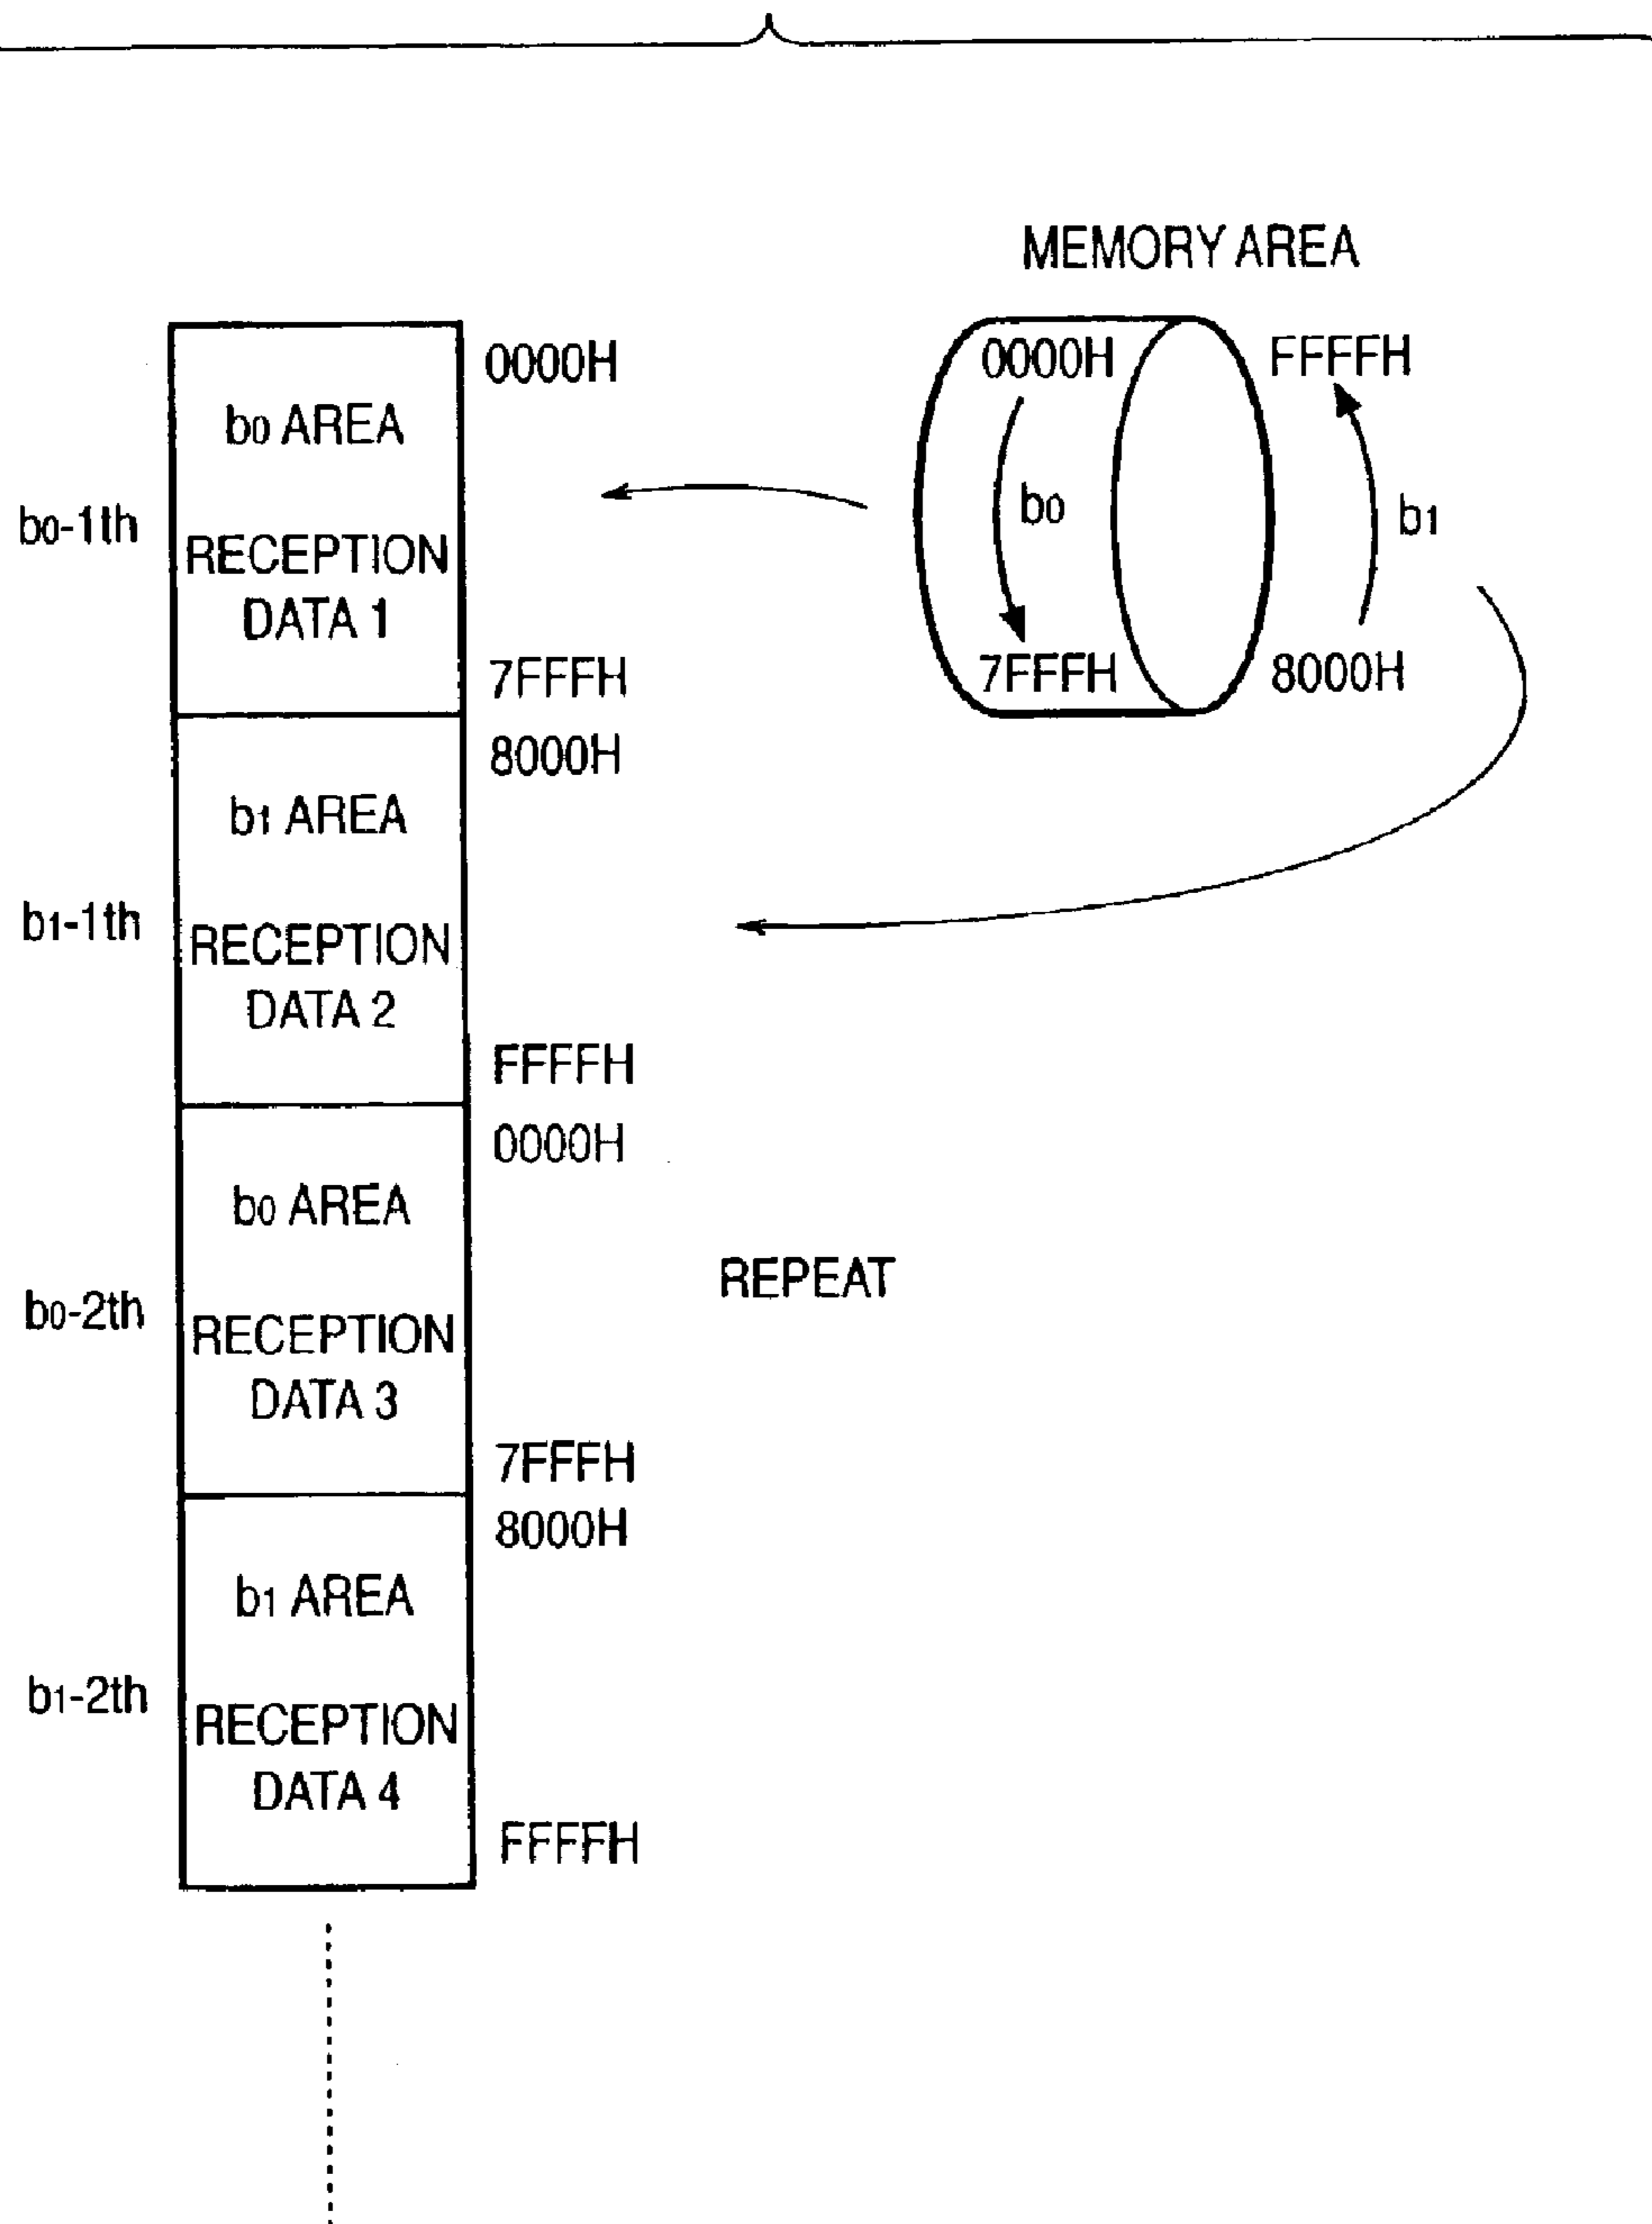 MEMORY AREA
0000H
FFFFH
b0
b1
7FFFH
8000H
0000H
b0 AREA
b0-1th
RECEPTION
DATA 1
7FFFH
8000H
b1 AREA
b1-1th
RECEPTION
DATA 2
FFFFH
0000H
b0 AREA
REPEAT
b0-2th
RECEPTION
DATA 3
7FFFH
8000H
b1 AREA
b1-2th
RECEPTION
DATA 4
FFFFH